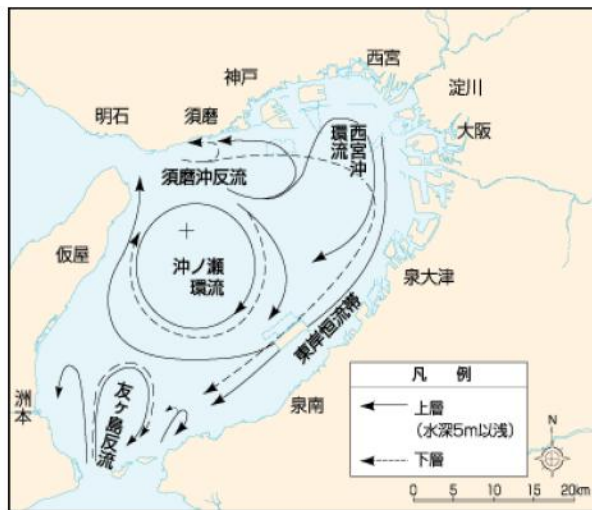 西宮
神戸
淀川
明石
須磨
大阪
西宮沖
環流
須磨沖反流
仮屋
沖ノ瀬
環流
泉大津
東岸恒流帯
友ヶ島反流
泉南
洲本
凡 例
上層
(水深5m以浅)
下層
N
0 5 10 15 20km